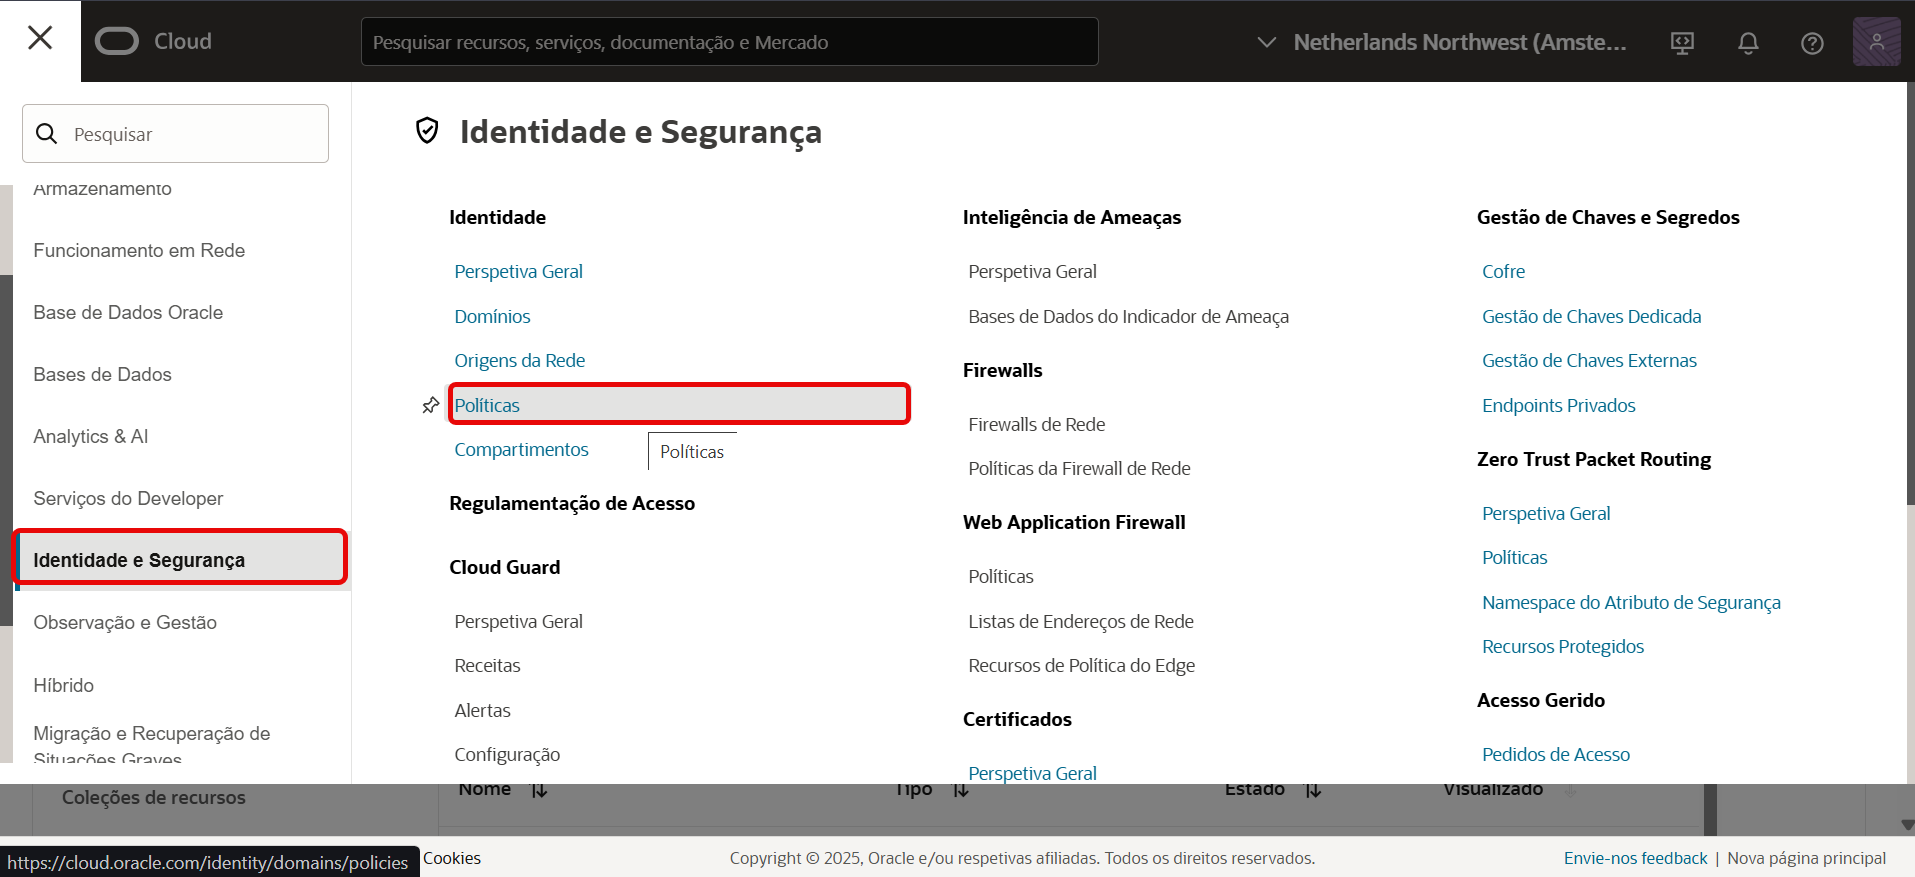 Cloud
Pesquisar recursos, serviços, documentação e Mercado
Netherlands Northwest (Amste...
Pesquisar
Armazenamento
Funcionamento em Rede
Base de Dados Oracle
Bases de Dados
Analytics & AI
Serviços do Developer
Identidade e Segurança
Observação e Gestão
Híbrido
Migração e Recuperação de
Situações Graves
Identidade e Segurança
Identidade
Perspetiva Geral
Domínios
Origens da Rede
Políticas
Compartimentos
Políticas
Regulamentação de Acesso
Cloud Guard
Perspetiva Geral
Receitas
Alertas
Configuração
Inteligência de Ameaças
Perspetiva Geral
Bases de Dados do Indicador de Ameaça
Firewalls
Firewalls de Rede
Políticas da Firewall de Rede
Web Application Firewall
Políticas
Listas de Endereços de Rede
Recursos de Política do Edge
Certificados
Perspetiva Geral
Gestão de Chaves e Segredos
Cofre
Gestão de Chaves Dedicada
Gestão de Chaves Externas
Endpoints Privados
Zero Trust Packet Routing
Perspetiva Geral
Políticas
Namespace do Atributo de Segurança
Recursos Protegidos
Acesso Gerido
Pedidos de Acesso
Coleções de recursos
Nome
Tipo
Estado
Visualizado
https://cloud.oracle.com/identity/domains/policies
Cookies
Copyright © 2025, Oracle e/ou respetivas afiliadas. Todos os direitos reservados.
Envie-nos feedback | Nova página principal